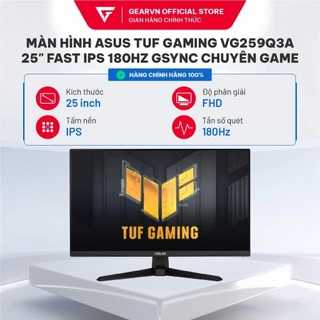 GEARVN OFFICIAL STORE
GIAN HÀNG CHÍNH THỨC
MÀN HÌNH ASUS TUF GAMING VG259Q3A
25" FAST IPS 180HZ GSYNC CHUYÊN GAME
HÀNG CHÍNH HÃNG 100%
Kích thước
25 inch
Độ phân giải
FHD
Tấm nền
IPS
Tần số quét
180Hz
TUF GAMING